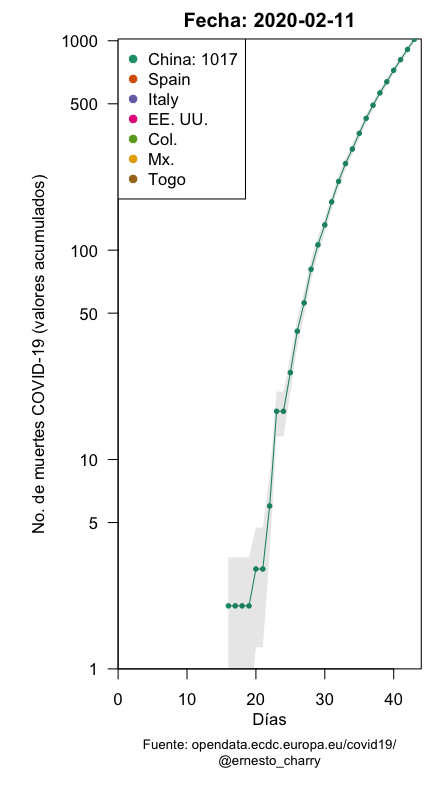 Fecha: 2020-02-11
1000
500
100
50
10
5
1
No. de muertes COVID-19 (valores acumulados)
China: 1017
Spain
Italy
EE. UU.
Col.
Mx.
Togo
0 10 20 30 40
Días
Fuente: opendata.ecdc.europa.eu/covid19/
@ernesto_charry